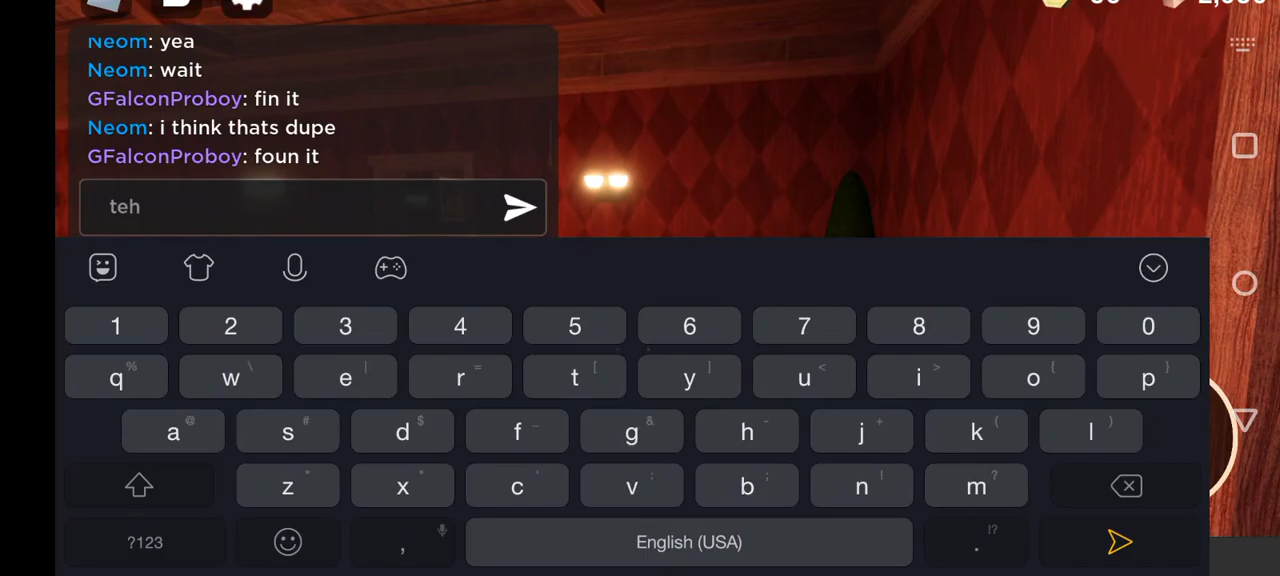 Neom: yea
Neom: wait
GFalconProboy: fin it
Neom: i think thats dupe
GFalconProboy: foun it
teh
1 2 3 4 5 6 7 8 9 0
q % w \ e | r = t [ y ] u < i > o { p }
a @ s # d $ f _ g & h - j + k ( l )
z x " c ' v : b ; n ! m ?
?123 , English (USA) . !?